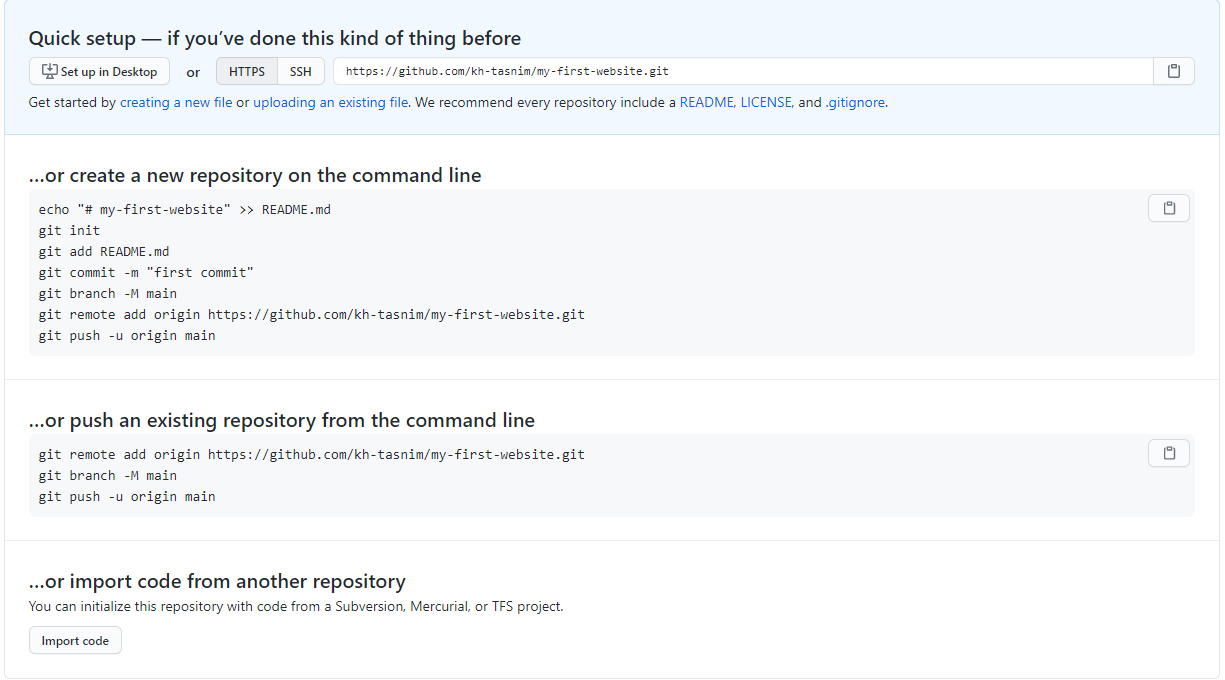 Quick setup — if you’ve done this kind of thing before
Set up in Desktop or HTTPS SSH https://github.com/kh-tasnim/my-first-website.git
Get started by creating a new file or uploading an existing file. We recommend every repository include a README, LICENSE, and .gitignore.
…or create a new repository on the command line
echo "# my-first-website" >> README.md
git init
git add README.md
git commit -m "first commit"
git branch -M main
git remote add origin https://github.com/kh-tasnim/my-first-website.git
git push -u origin main
…or push an existing repository from the command line
git remote add origin https://github.com/kh-tasnim/my-first-website.git
git branch -M main
git push -u origin main
…or import code from another repository
You can initialize this repository with code from a Subversion, Mercurial, or TFS project.
Import code